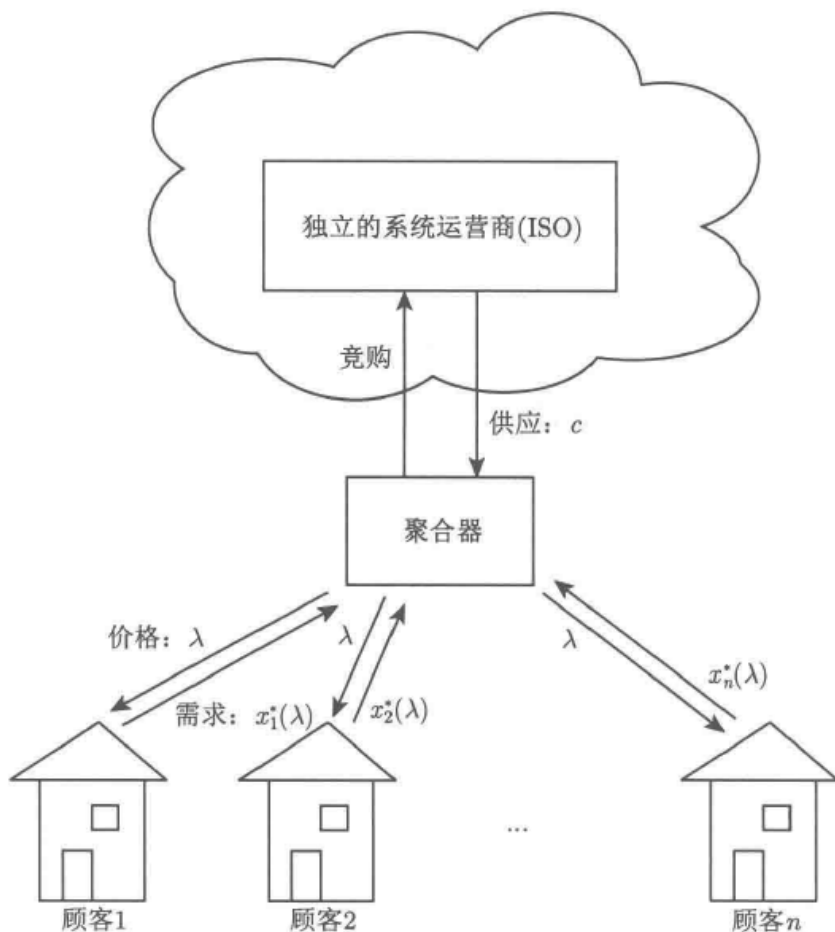 独立的系统运营商(ISO)
竞购
供应：c
聚合器
价格：λ
λ
λ
需求：x₁*(λ)
x₂*(λ)
xₙ*(λ)
...
顾客1
顾客2
顾客n